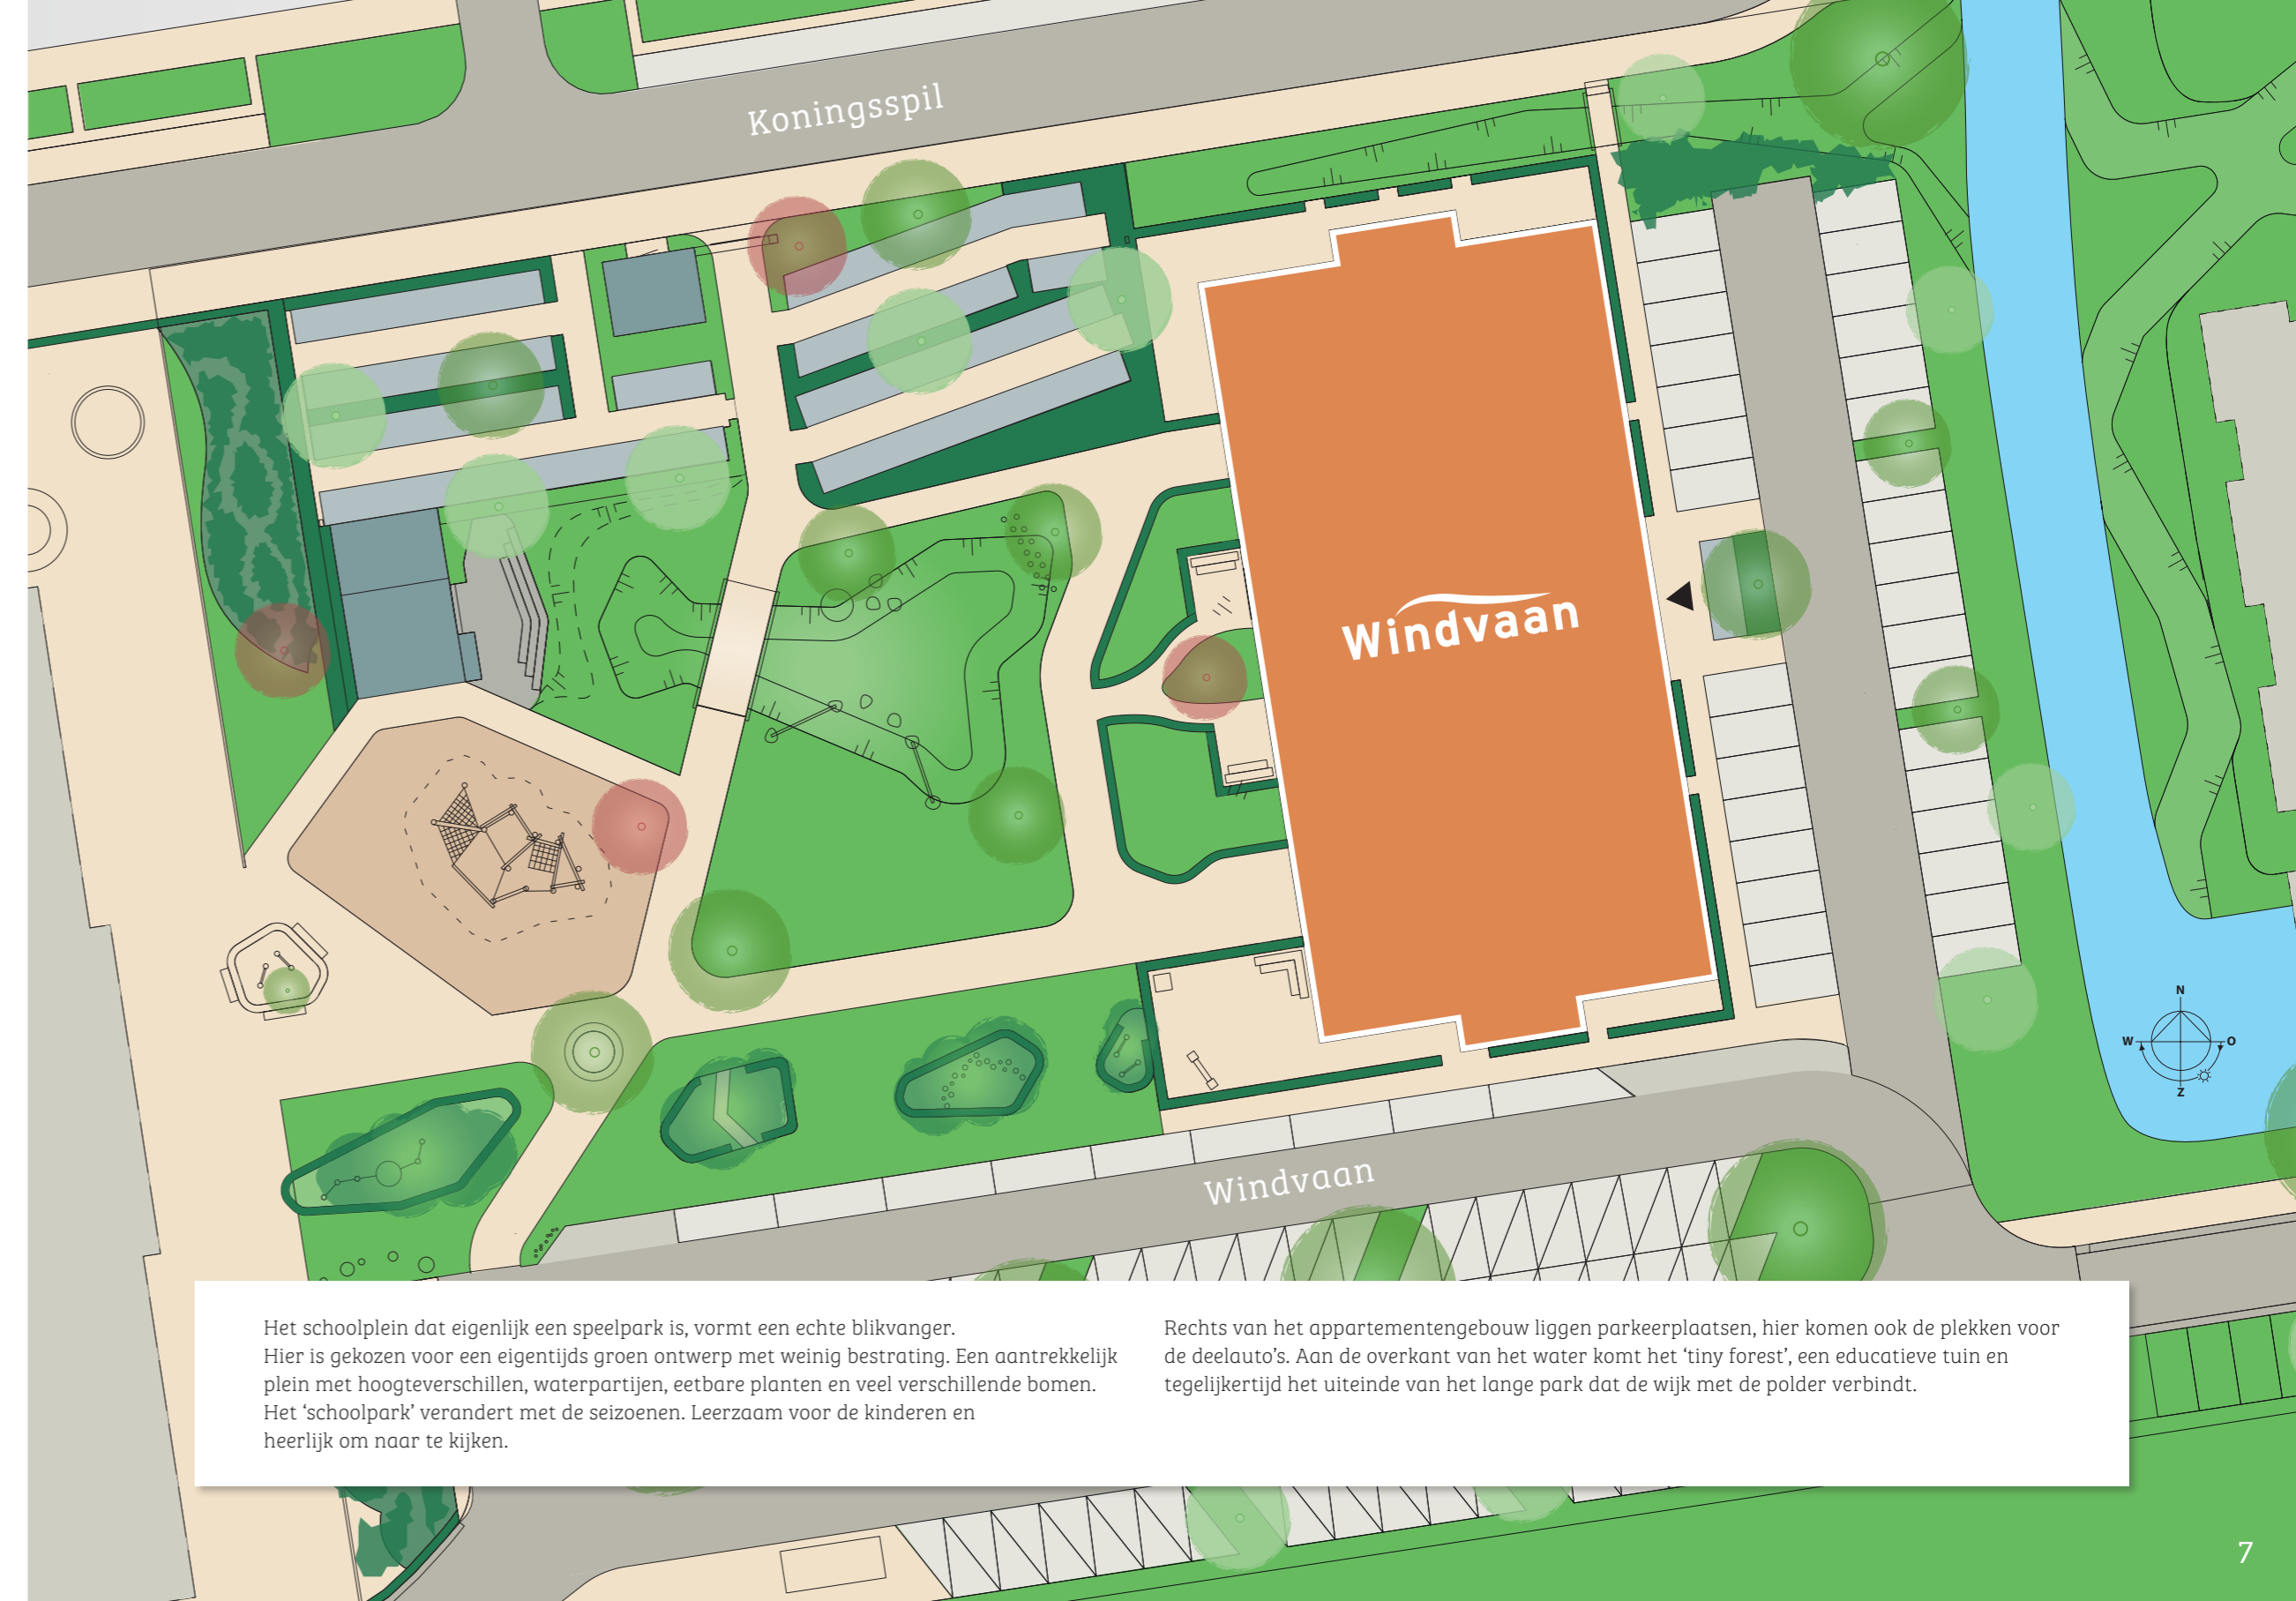 Koningsspil
Windvaan
N
W
O
Z
Windvaan
Het schoolplein dat eigenlijk een speelpark is, vormt een echte blikvanger.
Hier is gekozen voor een eigentijds groen ontwerp met weinig bestrating. Een aantrekkelijk
plein met hoogteverschillen, waterpartijen, eetbare planten en veel verschillende bomen.
Het ‘schoolpark’ verandert met de seizoenen. Leerzaam voor de kinderen en
heerlijk om naar te kijken.
Rechts van het appartementengebouw liggen parkeerplaatsen, hier komen ook de plekken voor
de deelauto’s. Aan de overkant van het water komt het ‘tiny forest’, een educatieve tuin en
tegelijkertijd het uiteinde van het lange park dat de wijk met de polder verbindt.
7